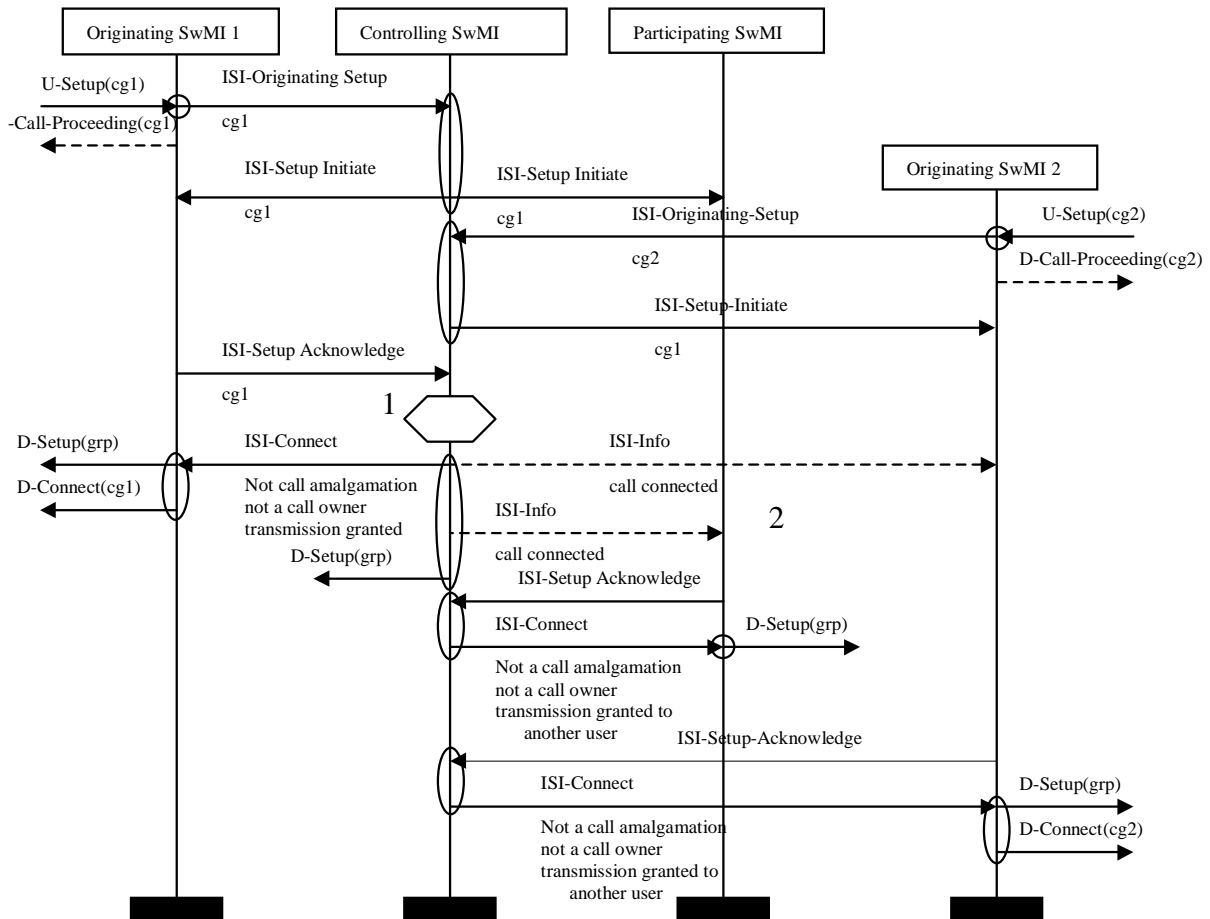 Originating SwMI 1
Controlling SwMI
Participating SwMI
ISI-Originating Setup
U-Setup(cg1)
cg1
-Call-Proceeding(cg1)
ISI-Setup Initiate
ISI-Setup Initiate
Originating SwMI 2
cg1
cg1
ISI-Originating-Setup
U-Setup(cg2)
cg2
D-Call-Proceeding(cg2)
ISI-Setup-Initiate
ISI-Setup Acknowledge
cg1
cg1
1
D-Setup(grp)
ISI-Connect
ISI-Info
D-Connect(cg1)
Not call amalgamation
not a call owner
transmission granted
call connected
ISI-Info
2
D-Setup(grp)
call connected
ISI-Setup Acknowledge
ISI-Connect
D-Setup(grp)
Not a call amalgamation
not a call owner
transmission granted to
another user
ISI-Setup-Acknowledge
ISI-Connect
D-Setup(grp)
Not a call amalgamation
not a call owner
transmission granted to
another user
D-Connect(cg2)